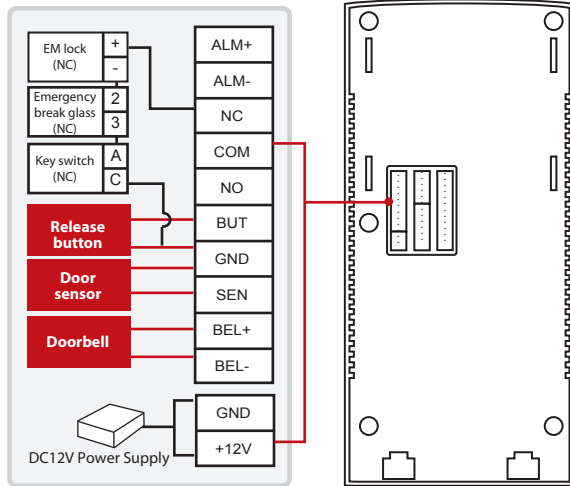 EM lock
(NC)
+
-
Emergency
break glass
(NC)
2
3
Key switch
(NC)
A
C
Release
button
Door
sensor
Doorbell
DC12V Power Supply
ALM+
ALM-
NC
COM
NO
BUT
GND
SEN
BEL+
BEL-
GND
+12V